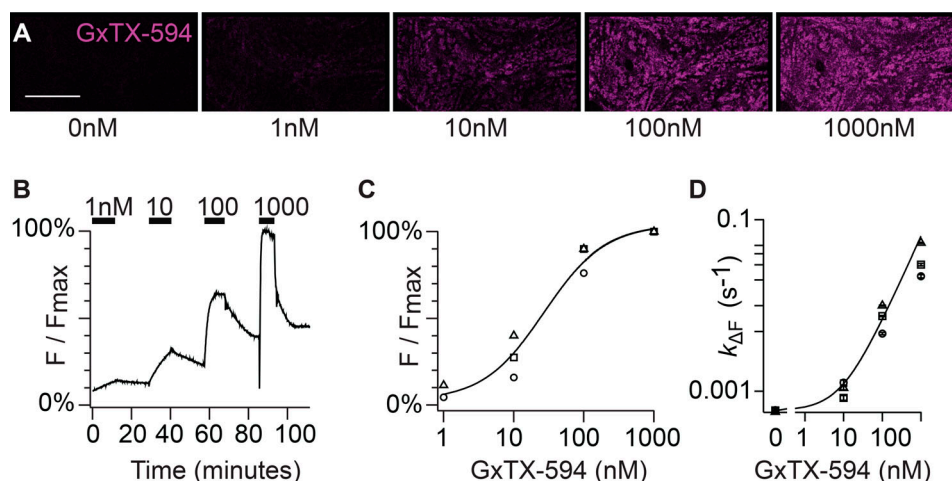 A GxTX-594
0nM 1nM 10nM 100nM 1000nM
B C D
1nM 10 100 1000
100% 100% 0.1
F / Fmax F / Fmax kΔF (s-1)
0.001
0% 0%
0 20 40 60 80 100 1 10 100 1000 0 1 10 100
Time (minutes) GxTX-594 (nM) GxTX-594 (nM)